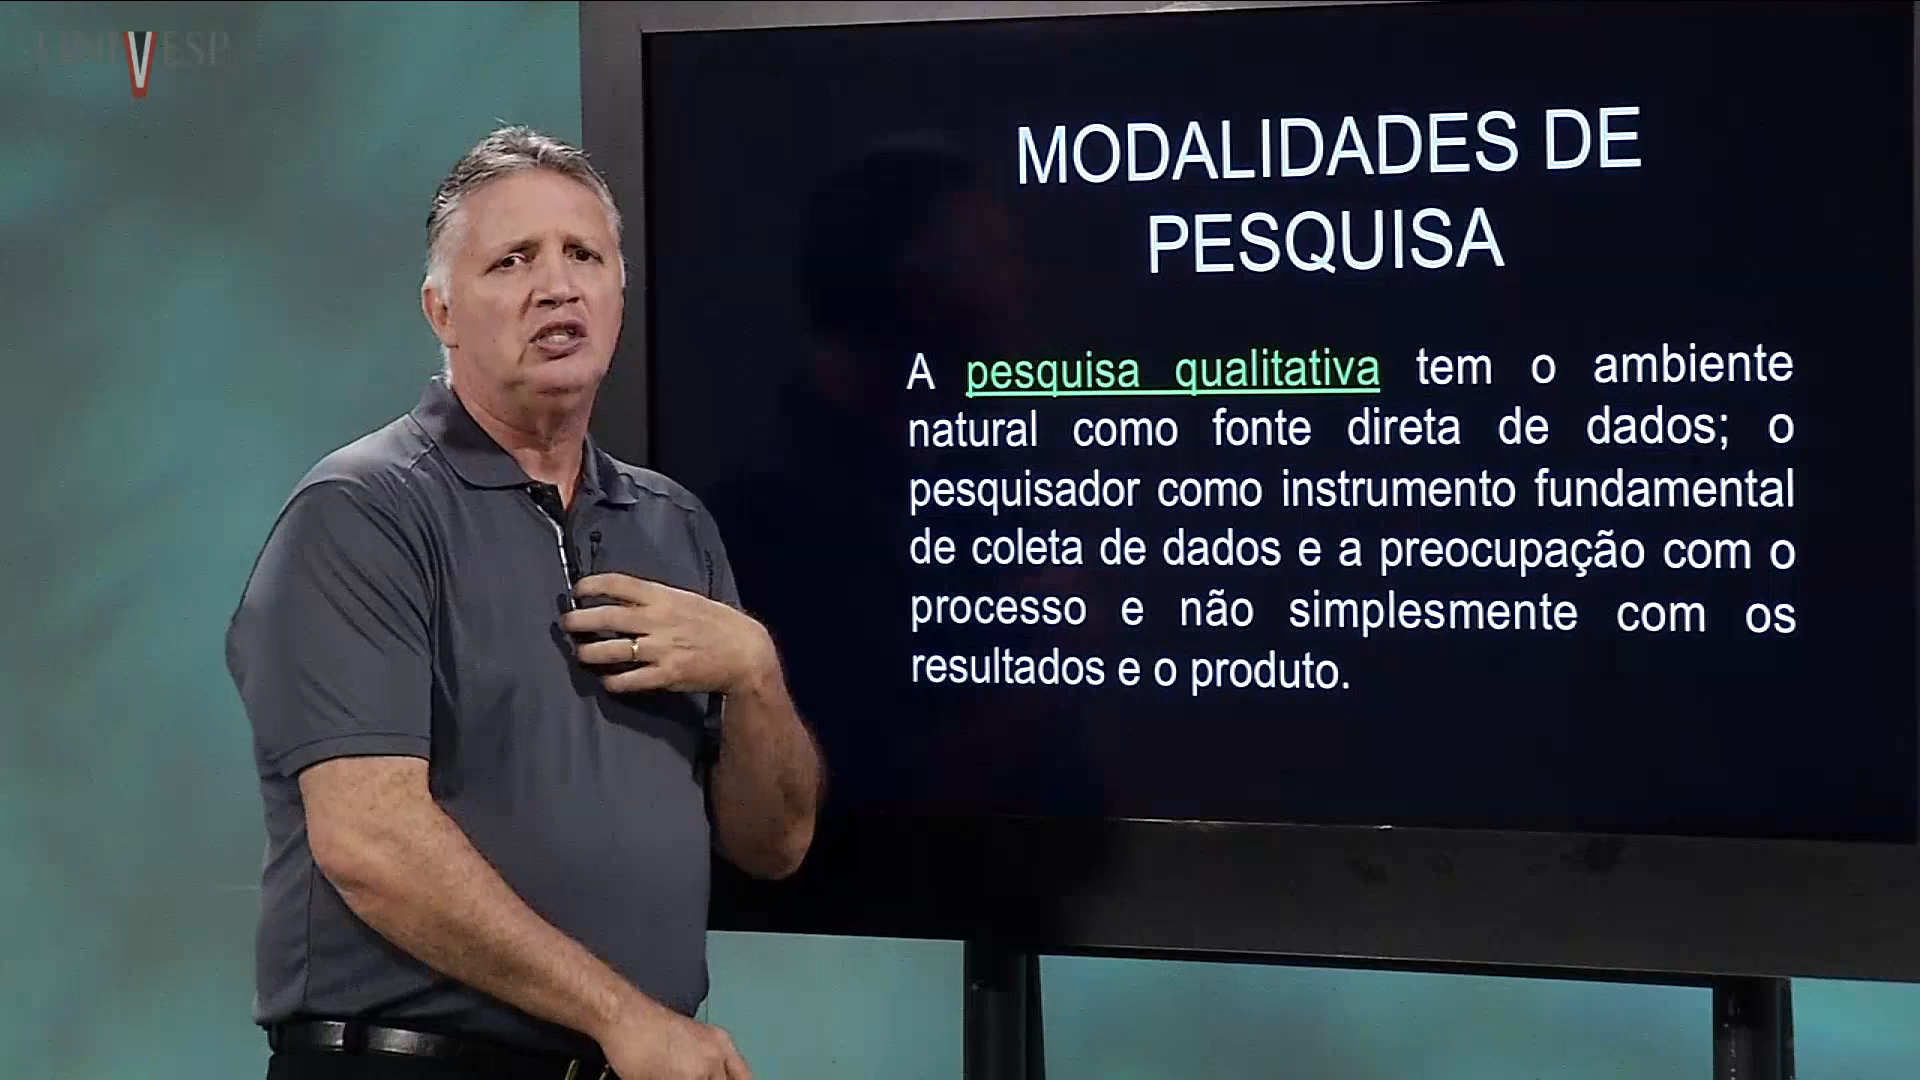 UNIVESP
MODALIDADES DE
PESQUISA
A pesquisa qualitativa tem o ambiente
natural como fonte direta de dados; o
pesquisador como instrumento fundamental
de coleta de dados e a preocupação com o
processo e não simplesmente com os
resultados e o produto.